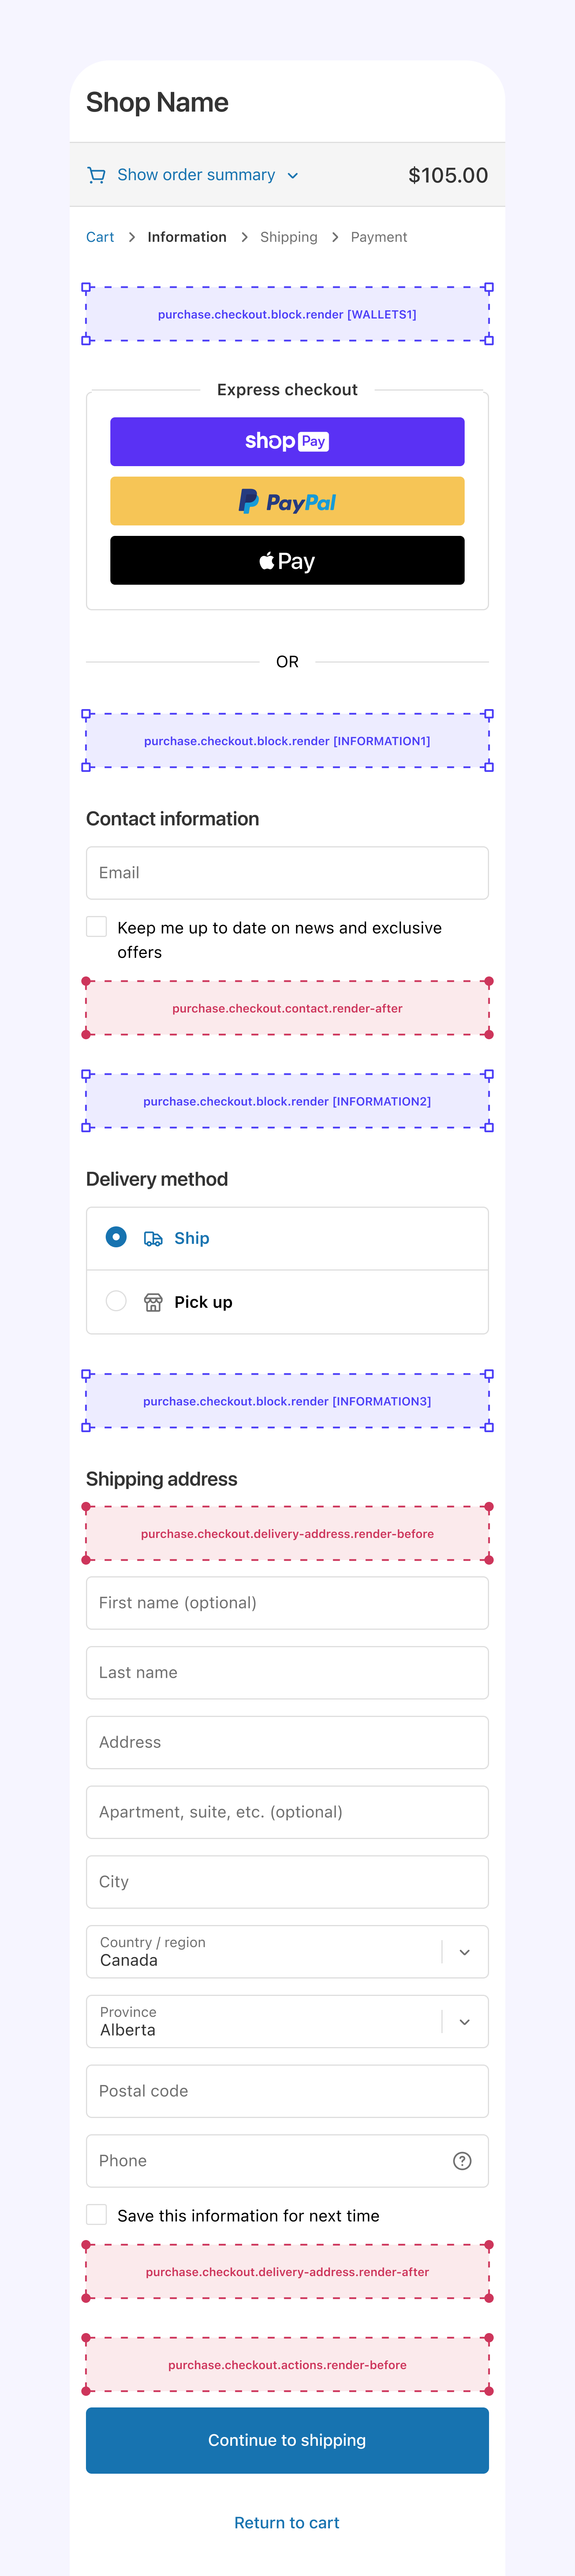 Shop Name
Show order summary
$105.00
Cart > Information > Shipping > Payment
purchase.checkout.block.render [WALLETS1]
Express checkout
shop Pay
PayPal
Pay
OR
purchase.checkout.block.render [INFORMATION1]
Contact information
Email
Keep me up to date on news and exclusive
offers
purchase.checkout.contact.render-after
purchase.checkout.block.render [INFORMATION2]
Delivery method
Ship
Pick up
purchase.checkout.block.render [INFORMATION3]
Shipping address
purchase.checkout.delivery-address.render-before
First name (optional)
Last name
Address
Apartment, suite, etc. (optional)
City
Country / region
Canada
Province
Alberta
Postal code
Phone
Save this information for next time
purchase.checkout.delivery-address.render-after
purchase.checkout.actions.render-before
Continue to shipping
Return to cart